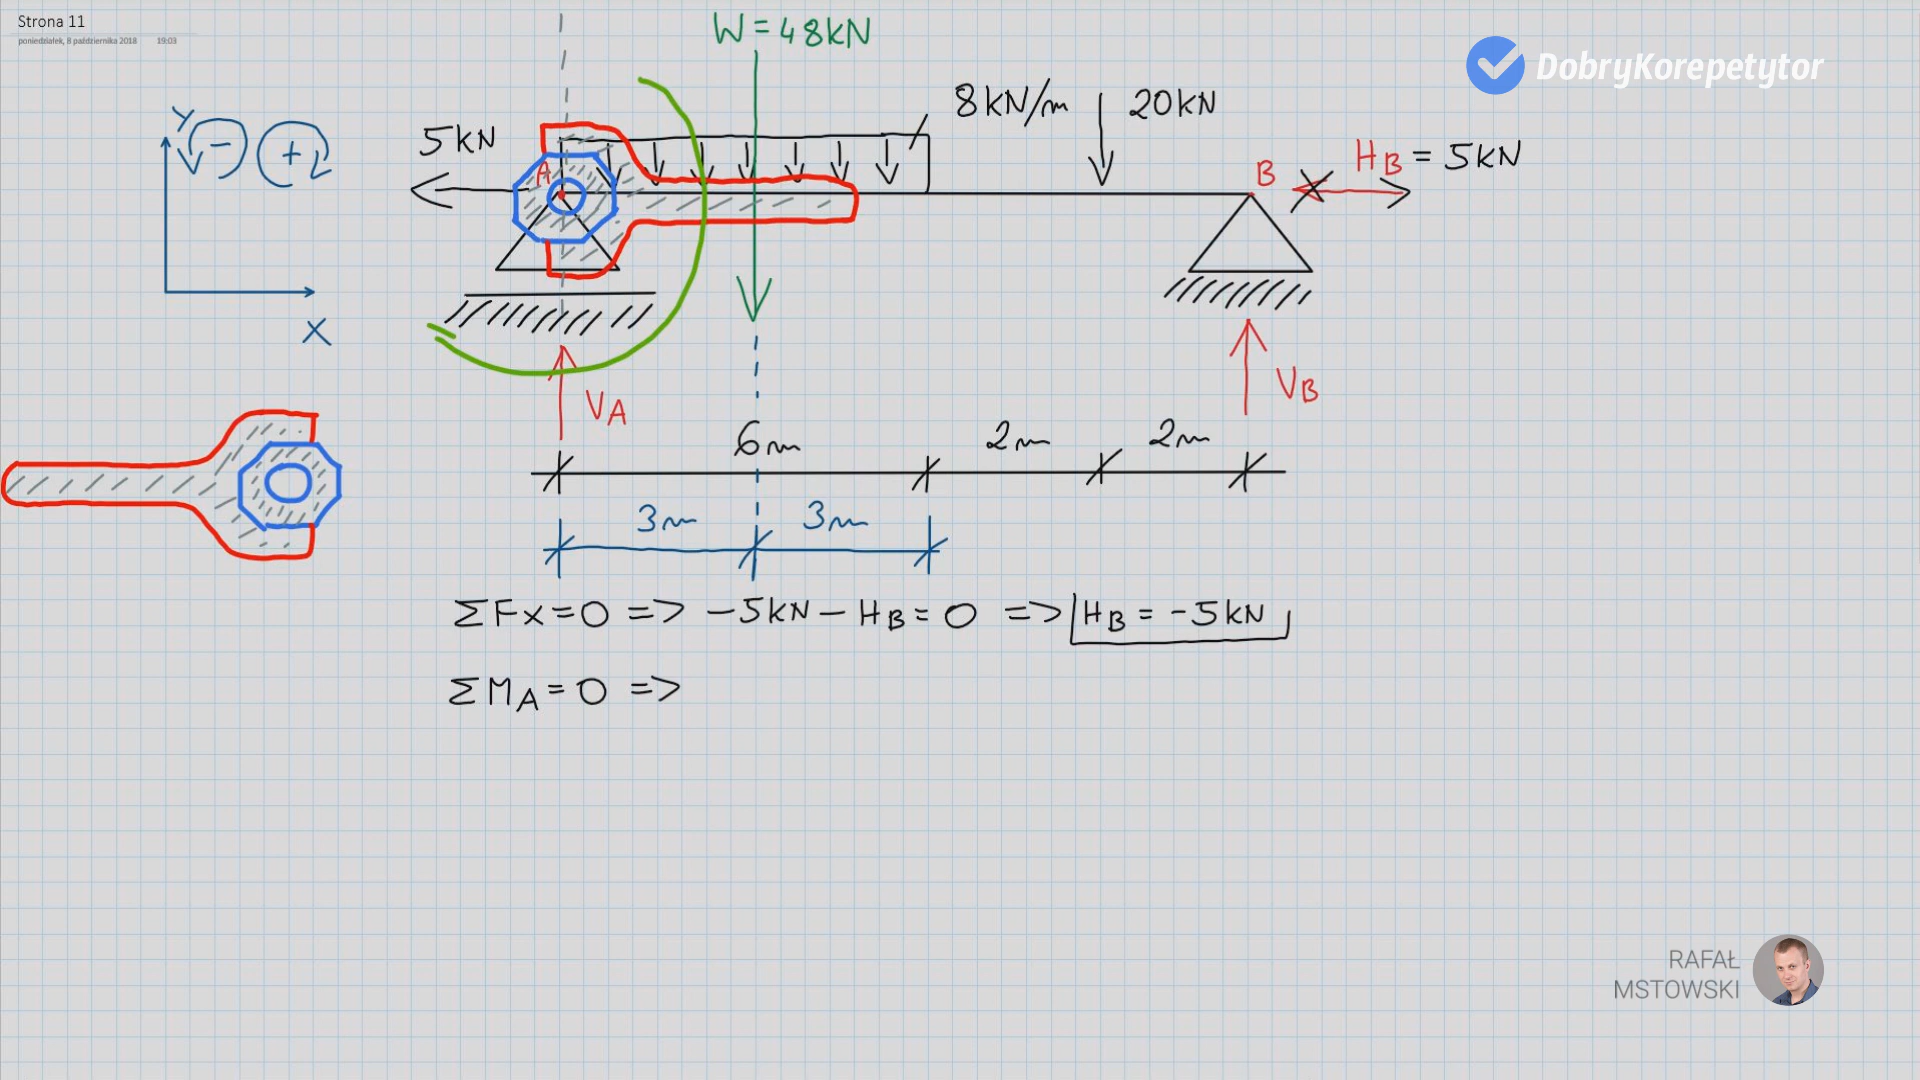 Strona 11
poniedziałek, 8 października 2018 19:03
W = 48kN
DobryKorepetytor
8kN/m
20kN
5kN
Y
-
+
A
B
HB = 5kN
X
VA
VB
6m
2m
2m
3m
3m
ΣFx = 0 => -5kN - HB = 0 => HB = -5kN
ΣMA = 0 =>
RAFAŁ
MSTOWSKI